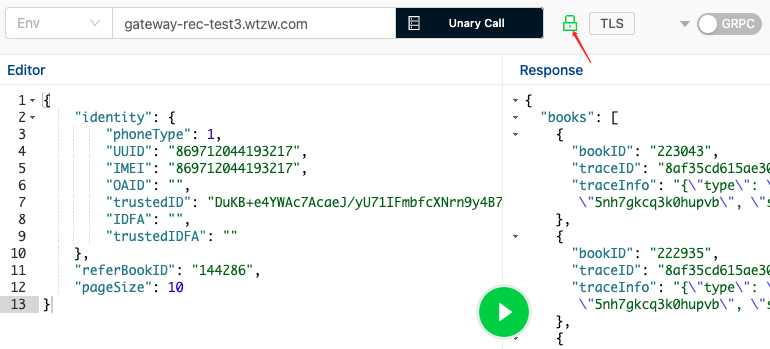 Env gateway-rec-test3.wtzw.com Unary Call TLS GRPC
Editor
1 {
2 "identity": {
3 "phoneType": 1,
4 "UUID": "869712044193217",
5 "IMEI": "869712044193217",
6 "OAID": "",
7 "trustedID": "DuKB+e4YWAc7AcaeJ/yU71IFmbfcXNrn9y4B7
8 "IDFA": "",
9 "trustedIDFA": ""
10 },
11 "referBookID": "144286",
12 "pageSize": 10
13 }
Response
{
"books": [
{
"bookID": "223043",
"traceID": "8af35cd615ae30
"traceInfo": "{\"type\": \
\"5nh7gkcq3k0hupvb\", \"s
},
{
"bookID": "222935",
"traceID": "8af35cd615ae30
"traceInfo": "{\"type\": \
\"5nh7gkcq3k0hupvb\", \"s
},
{